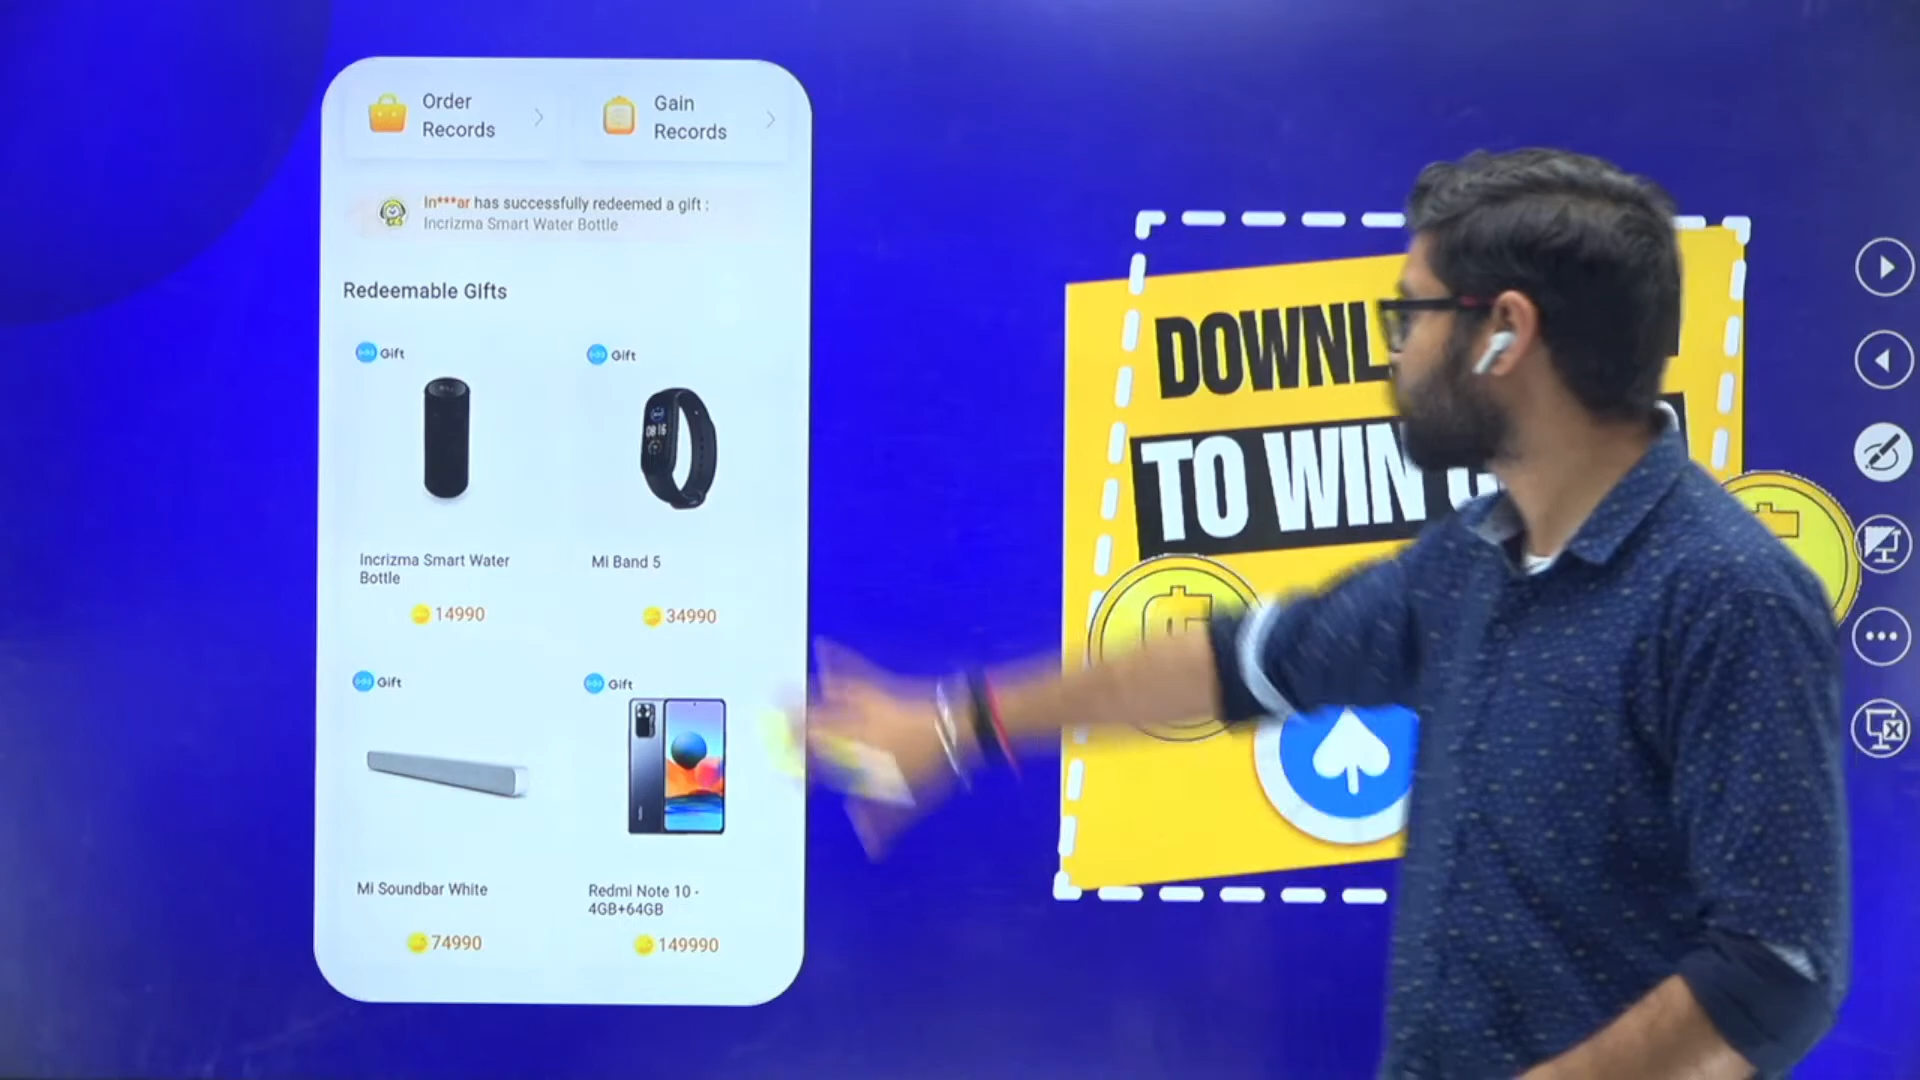 Order
Records
Gain
Records
In***ar has successfully redeemed a gift :
Incrizma Smart Water Bottle
Redeemable Gifts
Gift
Gift
08 16
Incrizma Smart Water
Bottle
Mi Band 5
14990
34990
Gift
Gift
Mi Soundbar White
Redmi Note 10 -
4GB+64GB
74990
149990
TO WIN